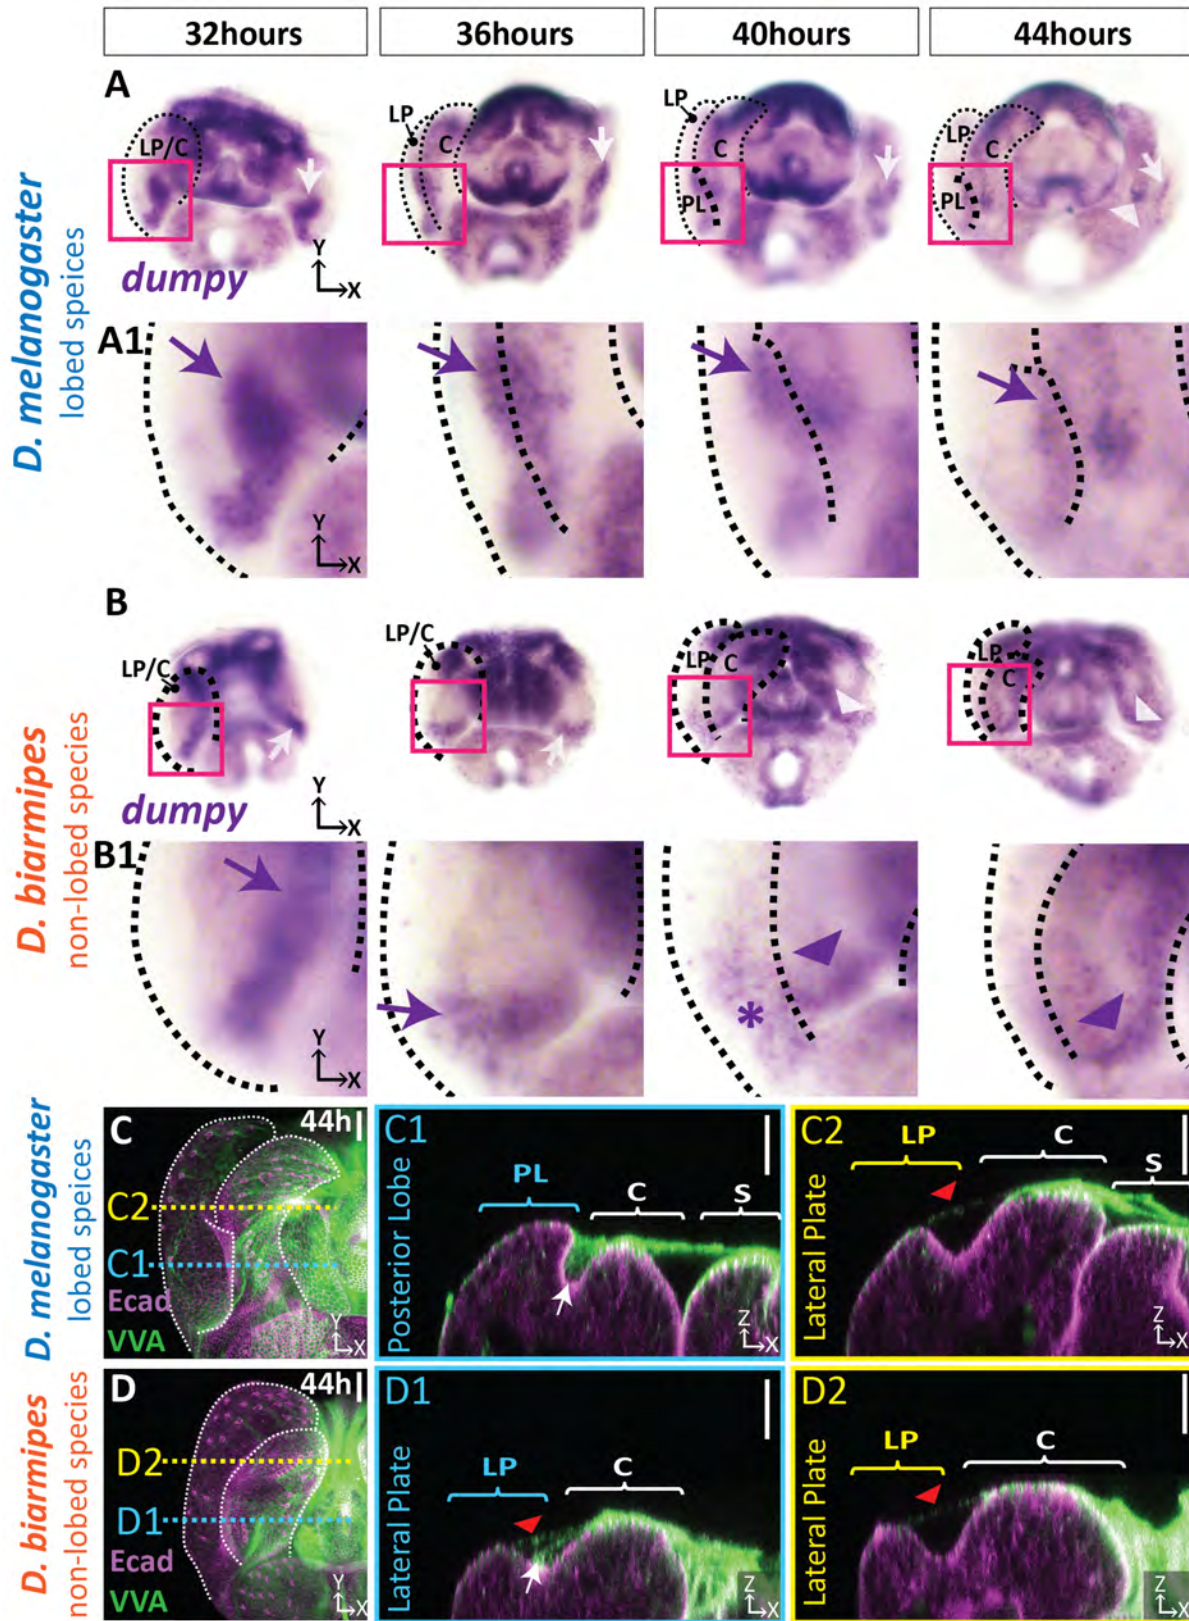 32hours 36hours 40hours 44hours
D. melanogaster
lobed speices
A
LP/C
dumpy
Y
X
LP
C
LP
C
PL
LP
C
PL
A1
Y
X
D. biarmipes
non-lobed species
B
LP/C
dumpy
Y
X
LP/C
LP
C
LP
C
B1
Y
X
*
D. melanogaster
lobed speices
C
44h
C2
C1
Ecad
VVA
Y
X
C1
Posterior Lobe
PL
C
S
Z
X
C2
Lateral Plate
LP
C
S
Z
X
D. biarmipes
non-lobed species
D
44h
D2
D1
Ecad
VVA
Y
X
D1
Lateral Plate
LP
C
Z
X
D2
Lateral Plate
LP
C
Z
X